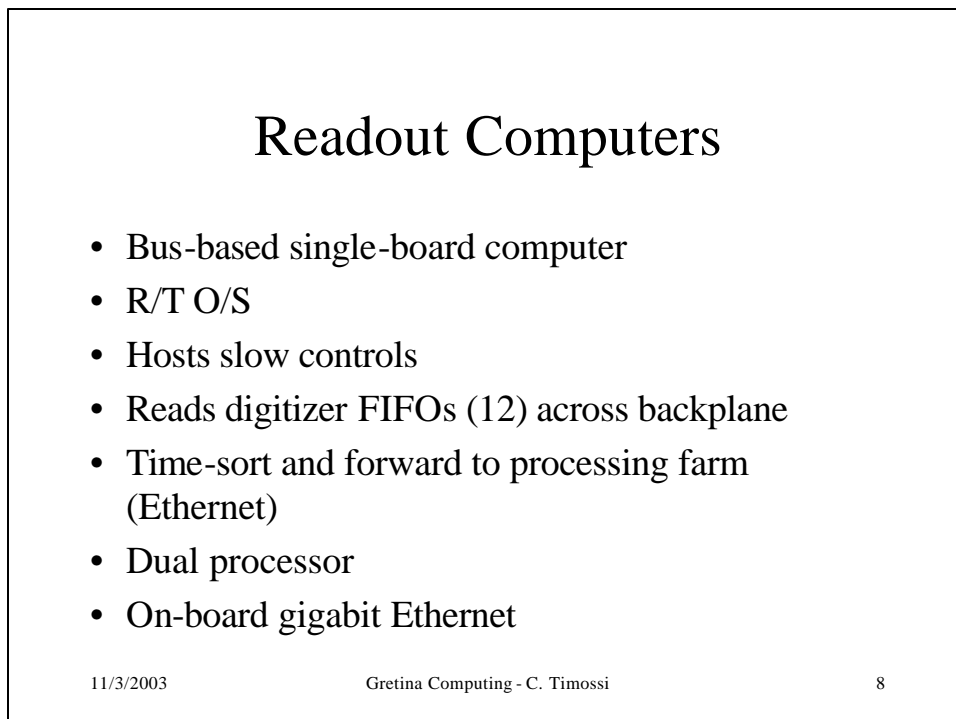 Readout Computers
• Bus-based single-board computer
• R/T O/S
• Hosts slow controls
• Reads digitizer FIFOs (12) across backplane
• Time-sort and forward to processing farm
(Ethernet)
• Dual processor
• On-board gigabit Ethernet
11/3/2003 Gretina Computing - C. Timossi 8